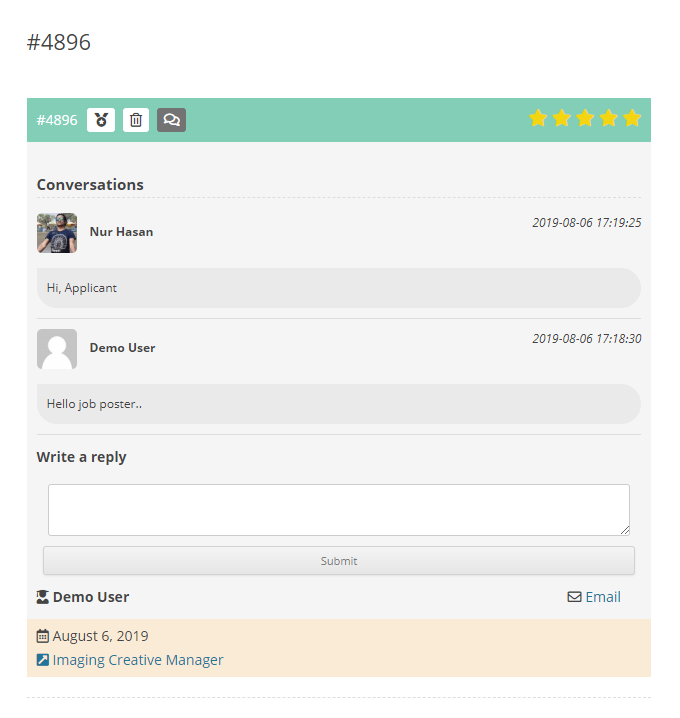 #4896
#4896
Conversations
Nur Hasan
2019-08-06 17:19:25
Hi, Applicant
Demo User
2019-08-06 17:18:30
Hello job poster..
Write a reply
Submit
Demo User
Email
August 6, 2019
Imaging Creative Manager